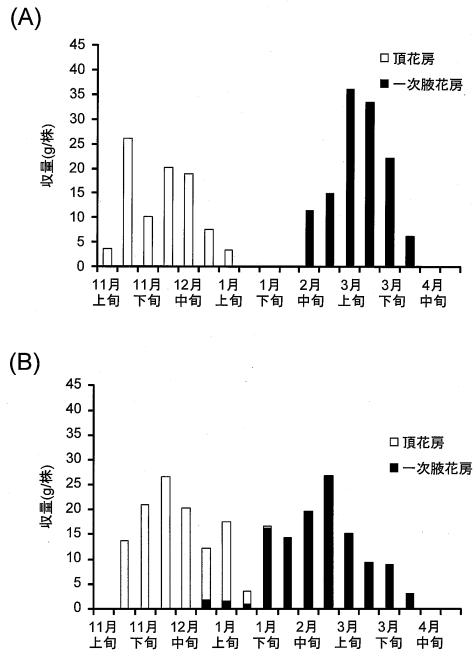 (A)
45
40
35
30
25
20
15
10
5
0
収量(g/株)
頂花房
一次腋花房
11月 11月 12月 1月 1月 2月 3月 3月 4月
上旬 下旬 中旬 上旬 下旬 中旬 上旬 下旬 中旬
(B)
45
40
35
30
25
20
15
10
5
0
収量(g/株)
頂花房
一次腋花房
11月 11月 12月 1月 1月 2月 3月 3月 4月
上旬 下旬 中旬 上旬 下旬 中旬 上旬 下旬 中旬